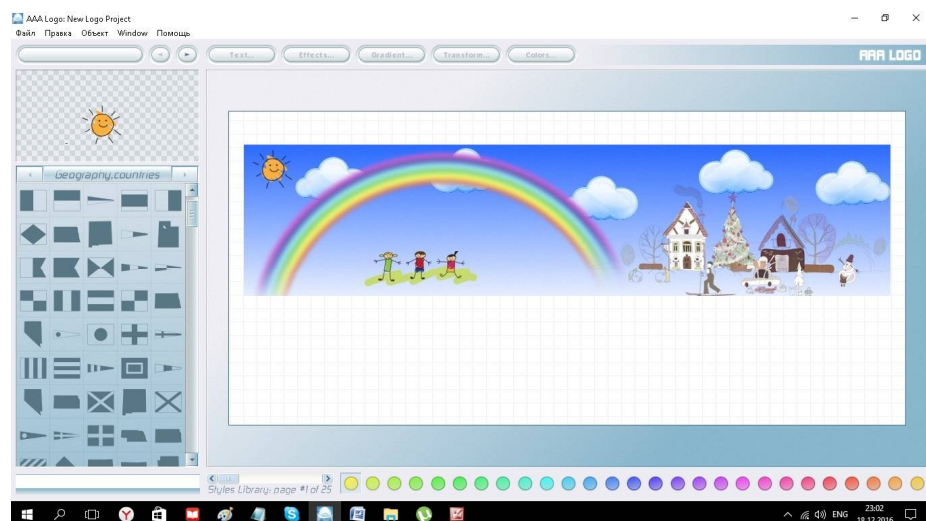 AAA Logo: New Logo Project
Файл Правка Объект Window Помощь
Text... Effects... Gradient... Transform... Colors...
AAA LOGO
Geography,countries
Styles Library: page #1 of 25
ENG
23:02
18.12.2016